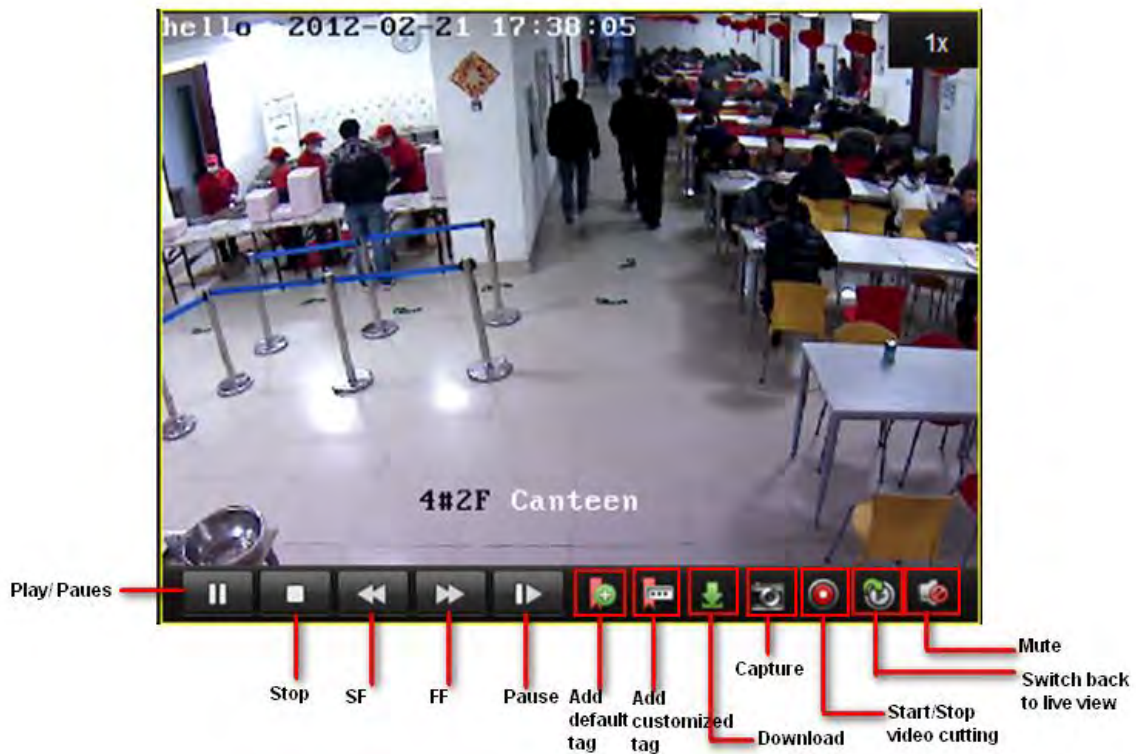 hello 2012-02-21 17:38:05
1x
4#2F Canteen
Play/Paues
Stop
SF
FF
Pause
Add
default
tag
Add
customized
tag
Download
Capture
Start/Stop
video cutting
Switch back
to live view
Mute